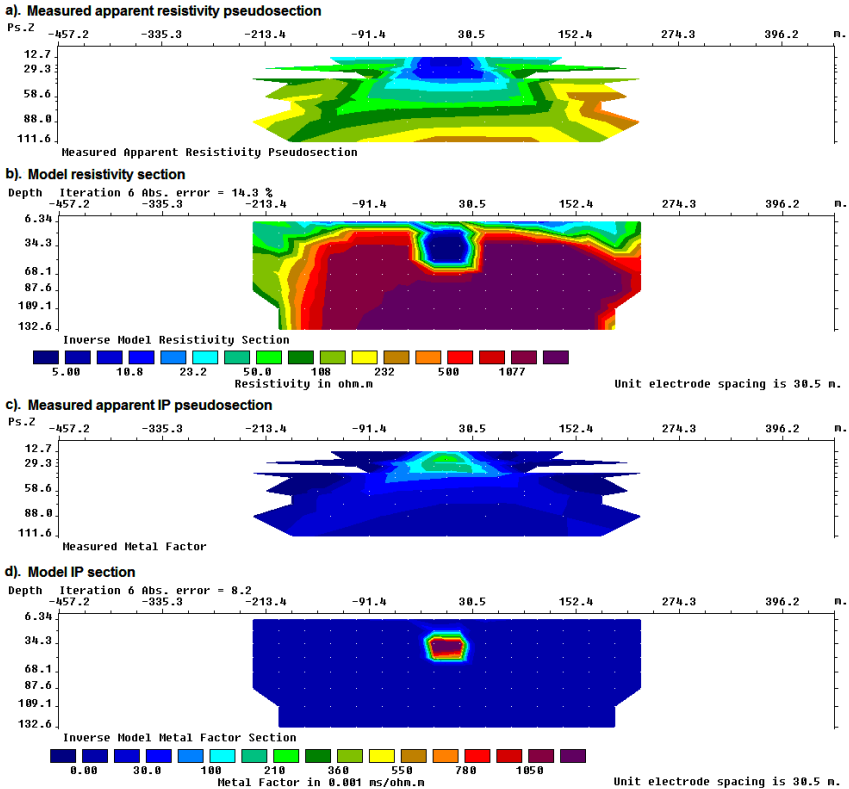 a). Measured apparent resistivity pseudosection
Ps.Z
-457.2 -335.3 -213.4 -91.4 30.5 152.4 274.3 396.2 m.
12.7
29.3
58.6
88.0
111.6
Measured Apparent Resistivity Pseudosection
b). Model resistivity section
Depth Iteration 6 Abs. error = 14.3 %
-457.2 -335.3 -213.4 -91.4 30.5 152.4 274.3 396.2 m.
6.34
34.3
68.1
87.6
109.1
132.6
Inverse Model Resistivity Section
5.00 10.8 23.2 50.0 108 232 500 1077
Resistivity in ohm.m Unit electrode spacing is 30.5 m.
c). Measured apparent IP pseudosection
Ps.Z
-457.2 -335.3 -213.4 -91.4 30.5 152.4 274.3 396.2 m.
12.7
29.3
58.6
88.0
111.6
Measured Metal Factor
d). Model IP section
Depth Iteration 6 Abs. error = 8.2
-457.2 -335.3 -213.4 -91.4 30.5 152.4 274.3 396.2 m.
6.34
34.3
68.1
87.6
109.1
132.6
Inverse Model Metal Factor Section
0.00 30.0 100 210 360 550 780 1050
Metal Factor in 0.001 ms/ohm.m Unit electrode spacing is 30.5 m.